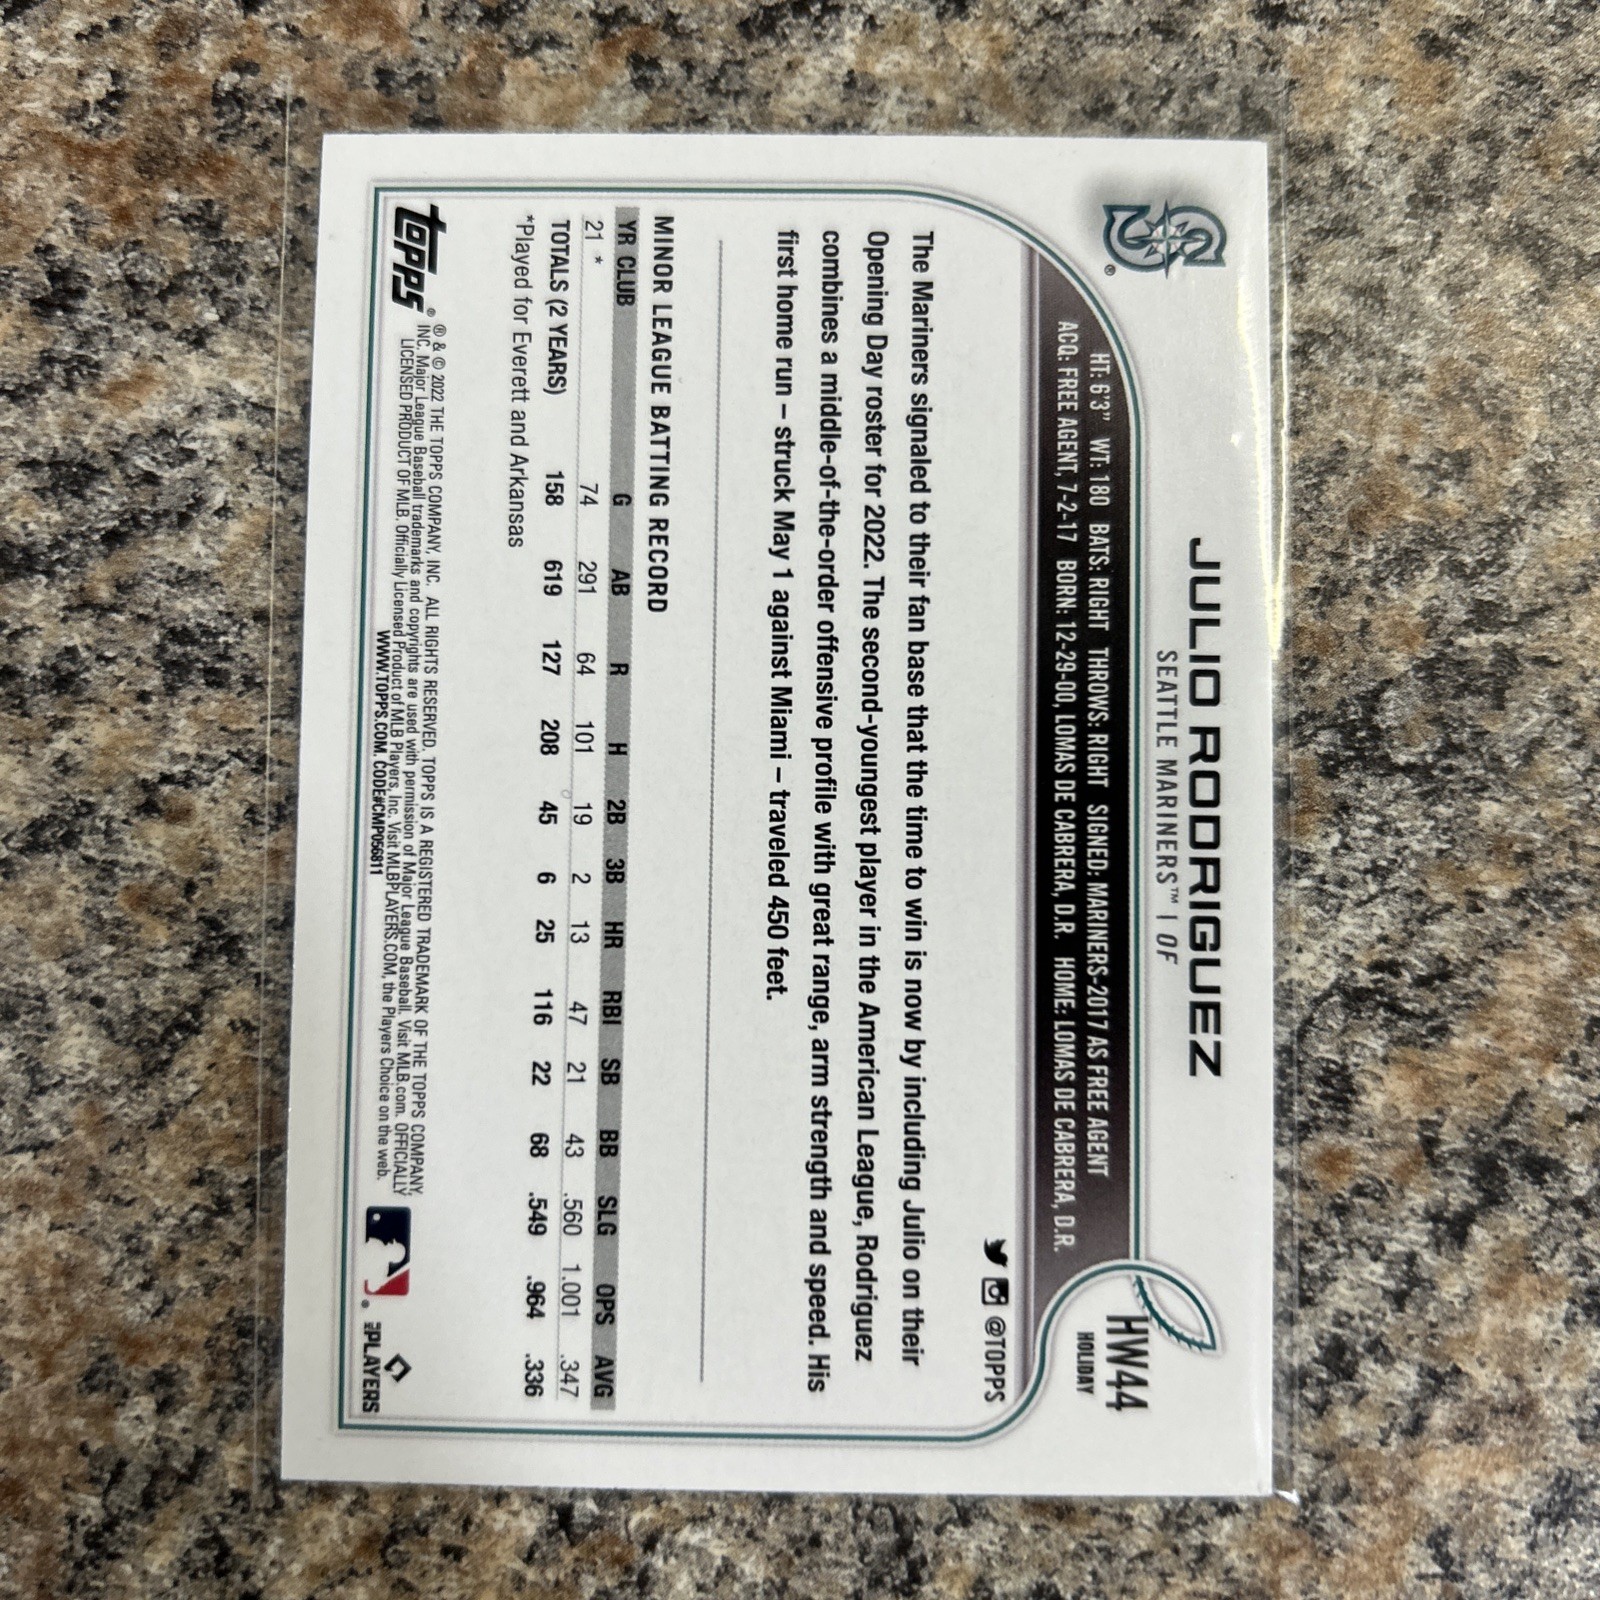 JULIO RODRIGUEZ
SEATTLE MARINERS™ | OF
HW44
HOLIDAY
®
HT: 6'3" WT: 180 BATS: RIGHT THROWS: RIGHT SIGNED: MARINERS-2017 AS FREE AGENT
ACQ: FREE AGENT, 7-2-17 BORN: 12-29-00, LOMAS DE CABRERA, D.R. HOME: LOMAS DE CABRERA, D.R.
@TOPPS
The Mariners signaled to their fan base that the time to win is now by including Julio on their
Opening Day roster for 2022. The second-youngest player in the American League, Rodriguez
combines a middle-of-the-order offensive profile with great range, arm strength and speed. His
first home run – struck May 1 against Miami – traveled 450 feet.
MINOR LEAGUE BATTING RECORD
YR CLUB G AB R H 2B 3B HR RBI SB BB SLG OPS AVG
21 * 74 291 64 101 19 2 13 47 21 43 .560 1.001 .347
TOTALS (2 YEARS) 158 619 127 208 45 6 25 116 22 68 .549 .964 .336
*Played for Everett and Arkansas
topps®
® & © 2022 THE TOPPS COMPANY, INC. ALL RIGHTS RESERVED. TOPPS IS A REGISTERED TRADEMARK OF THE TOPPS COMPANY,
INC. Major League Baseball trademarks and copyrights are used with permission of Major League Baseball. Visit MLB.com. OFFICIALLY
LICENSED PRODUCT OF MLB. Officially Licensed Product of MLB Players, Inc. Visit MLBPLAYERS.COM, the Players Choice on the web.
WWW.TOPPS.COM. CODE#CMP056811
®
MLB PLAYERS